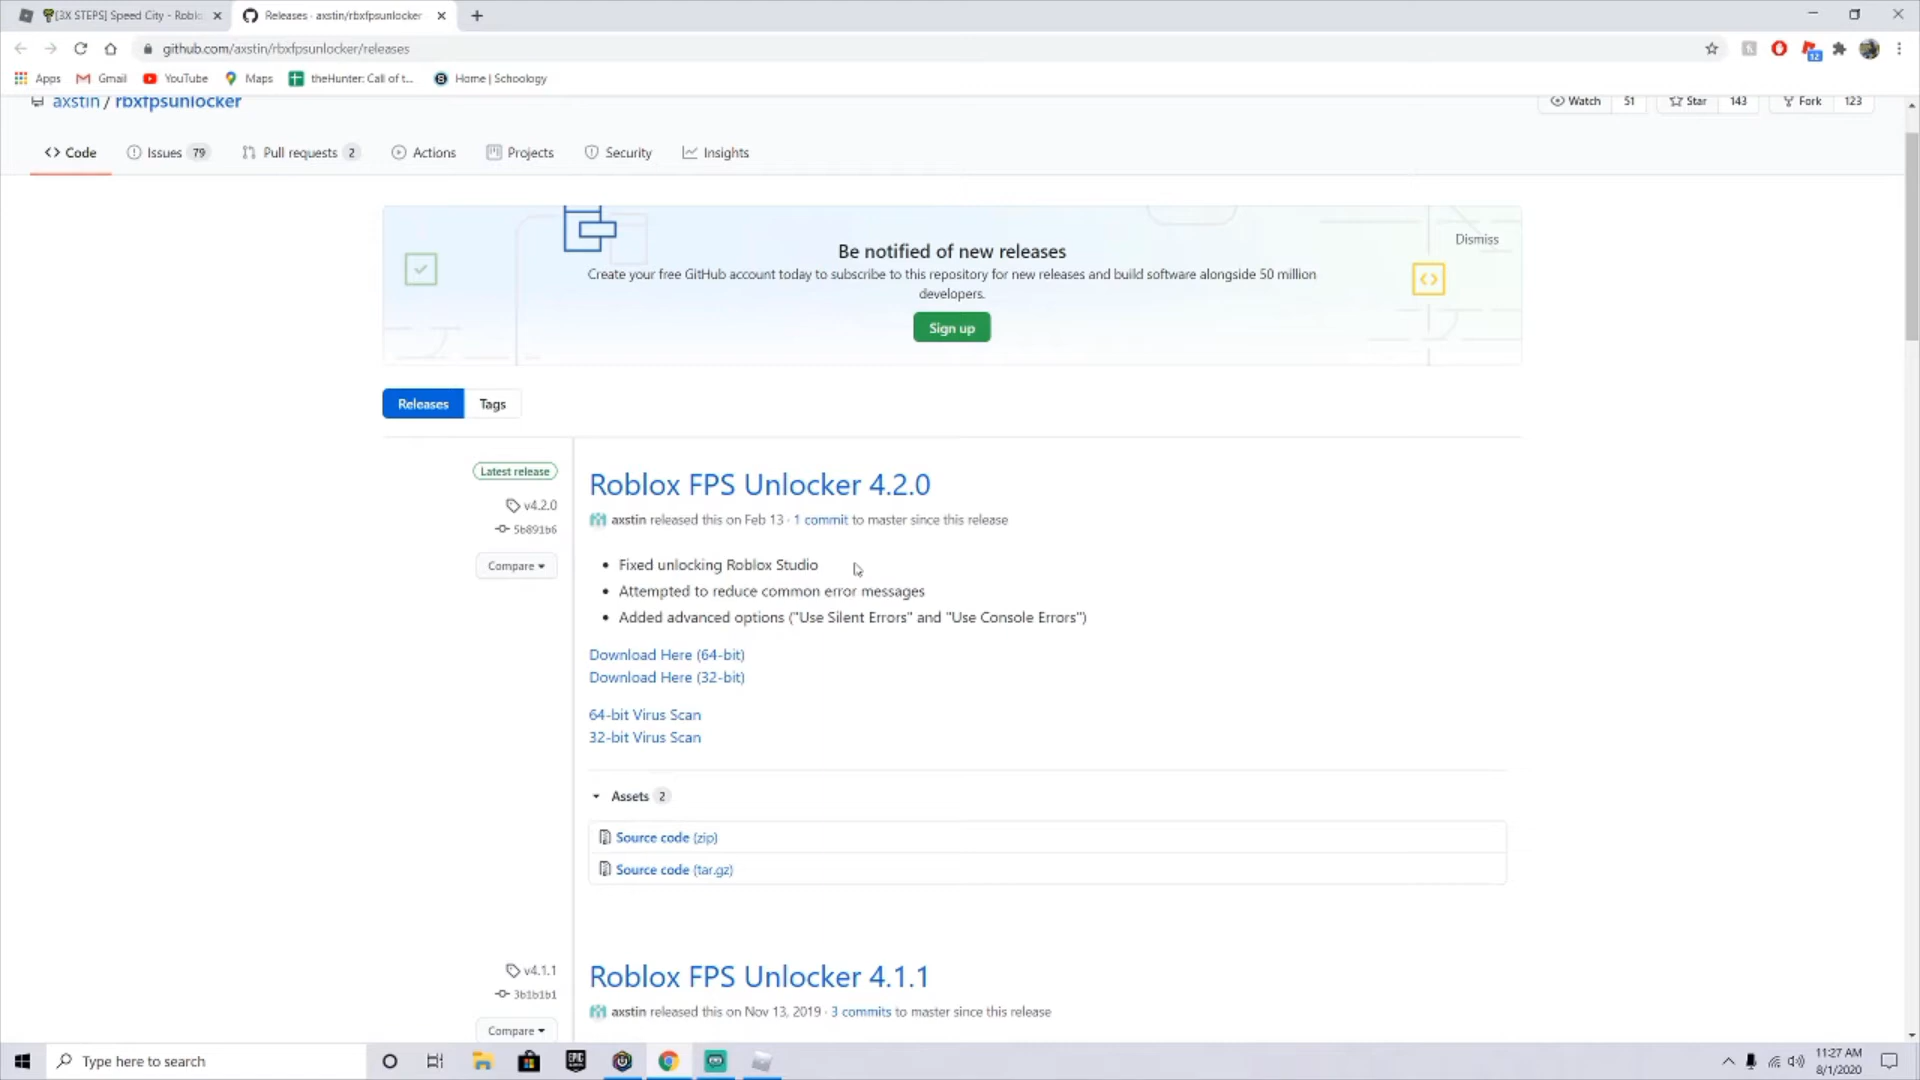 [3X STEPS] Speed City - Roblo
Releases · axstin/rbxfpsunlocker
github.com/axstin/rbxfpsunlocker/releases
12
Apps
Gmail
YouTube
Maps
theHunter: Call of t...
Home | Schoology
axstin / rbxfpsunlocker
Watch 51
Star 143
Fork 123
<> Code
Issues 79
Pull requests 2
Actions
Projects
Security
Insights
Be notified of new releases
Dismiss
Create your free GitHub account today to subscribe to this repository for new releases and build software alongside 50 million
developers.
Sign up
Releases
Tags
Latest release
v4.2.0
5b891b6
Compare
Roblox FPS Unlocker 4.2.0
axstin released this on Feb 13 · 1 commit to master since this release
• Fixed unlocking Roblox Studio
• Attempted to reduce common error messages
• Added advanced options ("Use Silent Errors" and "Use Console Errors")
Download Here (64-bit)
Download Here (32-bit)
64-bit Virus Scan
32-bit Virus Scan
Assets 2
Source code (zip)
Source code (tar.gz)
v4.1.1
3b1b1b1
Compare
Roblox FPS Unlocker 4.1.1
axstin released this on Nov 13, 2019 · 3 commits to master since this release
Type here to search
EPIC
11:27 AM
8/1/2020